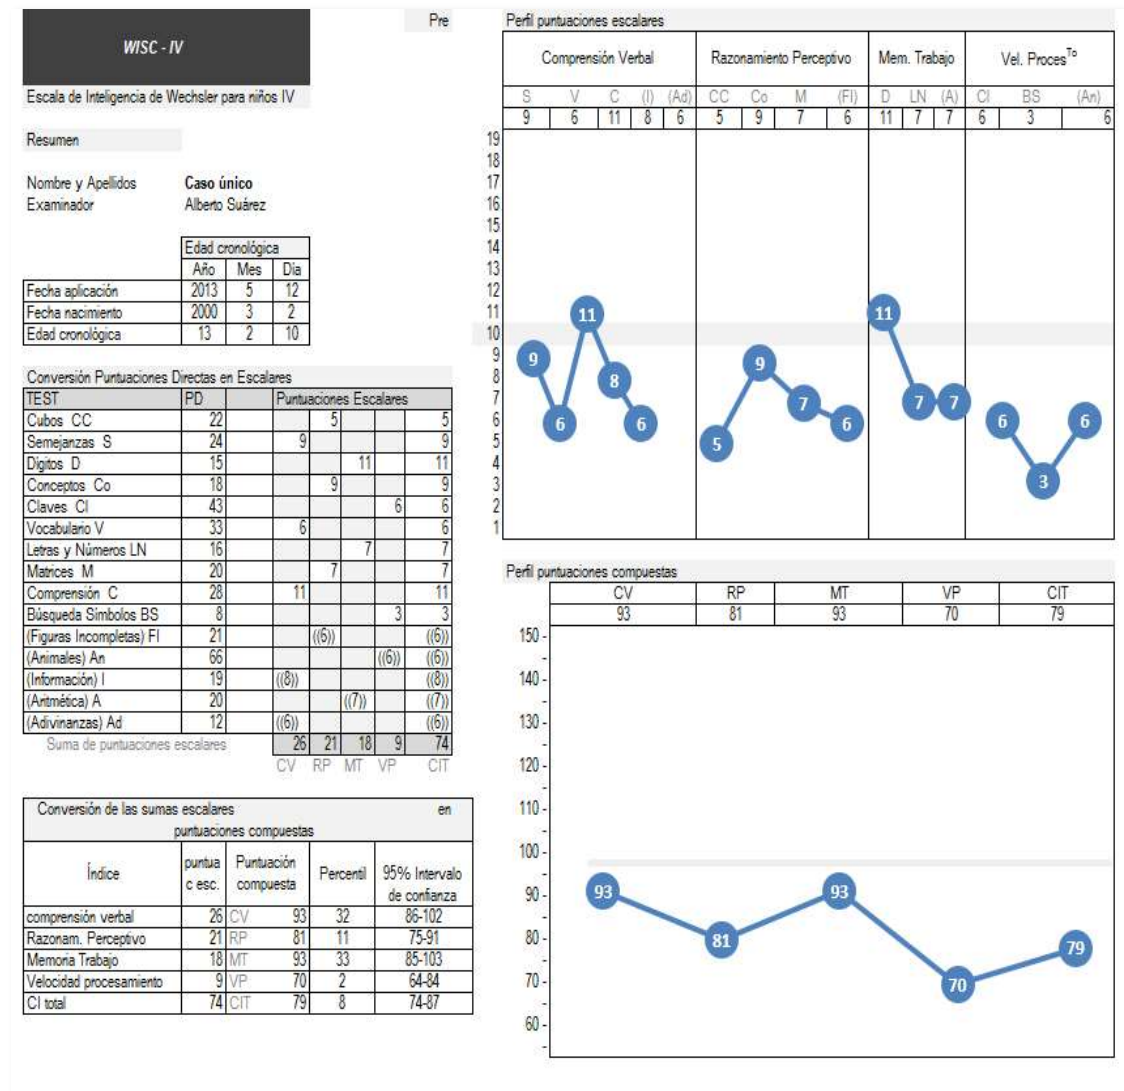 Pre
WISC - IV
Escala de Inteligencia de Wechsler para niños IV
Resumen
Nombre y Apellidos Caso único
Examinador Alberto Suárez
Edad cronológica
Año Mes Dia
Fecha aplicación 2013 5 12
Fecha nacimiento 2000 3 2
Edad cronológica 13 2 10
Conversión Puntuaciones Directas en Escalares
TEST PD Puntuaciones Escalares
Cubos CC 22 5 5
Semejanzas S 24 9 9
Digitos D 15 11 11
Conceptos Co 18 9 9
Claves Cl 43 6 6
Vocabulario V 33 6 6
Letras y Números LN 16 7 7
Matrices M 20 7 7
Comprensión C 28 11 11
Búsqueda Símbolos BS 8 3 3
(Figuras Incompletas) FI 21 ((6)) ((6))
(Animales) An 66 ((6)) ((6))
(Información) I 19 ((8)) ((8))
(Aritmética) A 20 ((7)) ((7))
(Adivinanzas) Ad 12 ((6)) ((6))
Suma de puntuaciones escalares 26 21 18 9 74
CV RP MT VP CIT
Conversión de las sumas escalares en
puntuaciones compuestas
Índice puntua c esc. Puntuación compuesta Percentil 95% Intervalo de confianza
comprensión verbal 26 CV 93 32 86-102
Razonam. Perceptivo 21 RP 81 11 75-91
Memoria Trabajo 18 MT 93 33 85-103
Velocidad procesamiento 9 VP 70 2 64-84
CI total 74 CIT 79 8 74-87
Perfil puntuaciones escalares
Comprensión Verbal Razonamiento Perceptivo Mem. Trabajo Vel. Proces To
S V C (I) (Ad) CC Co M (FI) D LN (A) Cl BS (An)
9 6 11 8 6 5 9 7 6 11 7 7 6 3 6
19
18
17
16
15
14
13
12
11
10
9
8
7
6
5
4
3
2
1
9 6 11 8 6 5 9 7 6 11 7 7 6 3 6
Perfil puntuaciones compuestas
CV RP MT VP CIT
93 81 93 70 79
150 -
140 -
130 -
120 -
110 -
100 -
90 -
80 -
70 -
60 -
93 81 93 70 79